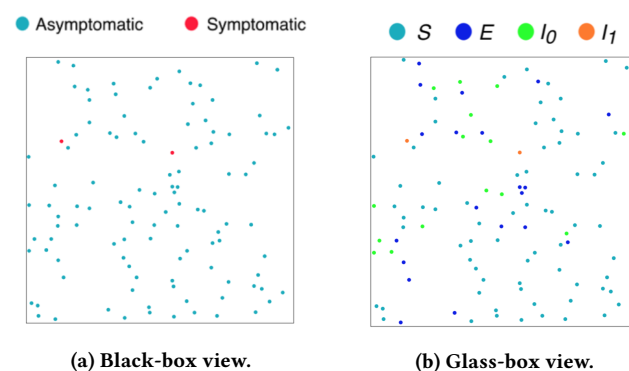 Asymptomatic Symptomatic
S E I0 I1
(a) Black-box view.
(b) Glass-box view.